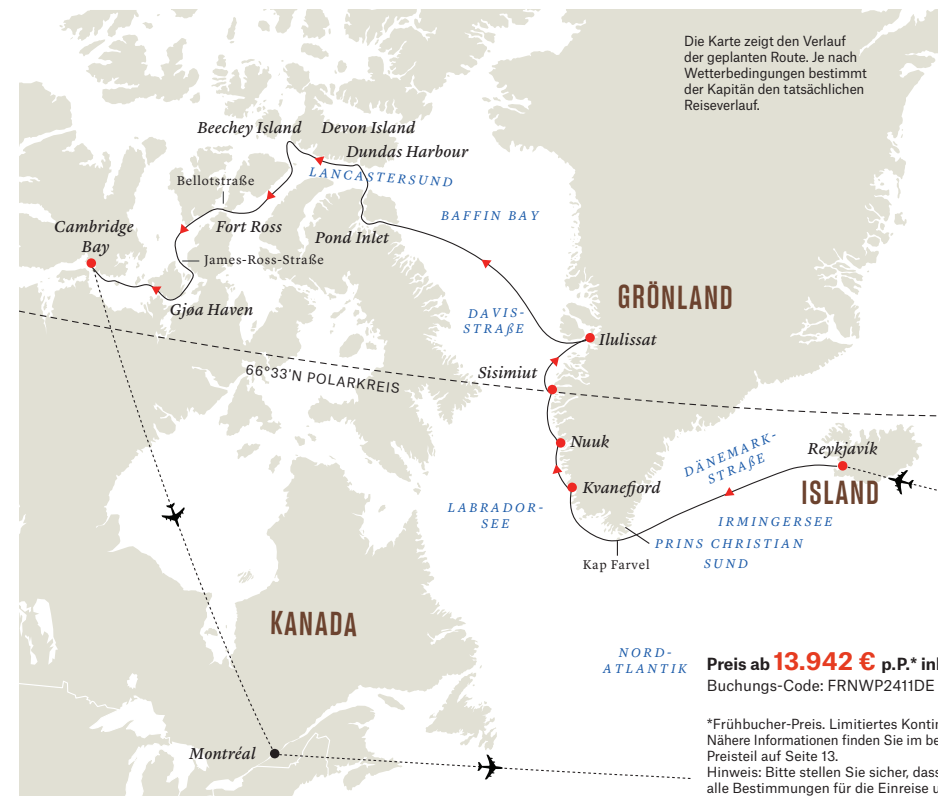 Die Karte zeigt den Verlauf
der geplanten Route. Je nach
Wetterbedingungen bestimmt
der Kapitän den tatsächlichen
Reiseverlauf.
Beechey Island
Devon Island
Dundas Harbour
LANCASTERSUND
Bellotstraße
BAFFIN BAY
Cambridge
Bay
Fort Ross
Pond Inlet
James-Ross-Straße
Gjøa Haven
GRÖNLAND
DAVIS-
STRAßE
Ilulissat
Sisimiut
66°33'N POLARKREIS
Nuuk
DÄNEMARK-
STRAßE
Reykjavík
ISLAND
Kvanefjord
LABRADOR-
SEE
IRMINGERSEE
PRINS CHRISTIAN
SUND
Kap Farvel
KANADA
NORD-
ATLANTIK
Preis ab 13.942 € p.P.* ink
Buchungs-Code: FRNWP2411DE
*Frühbucher-Preis. Limitiertes Kontin
Nähere Informationen finden Sie im be
Preisteil auf Seite 13.
Hinweis: Bitte stellen Sie sicher, dass
alle Bestimmungen für die Einreise u
Montréal